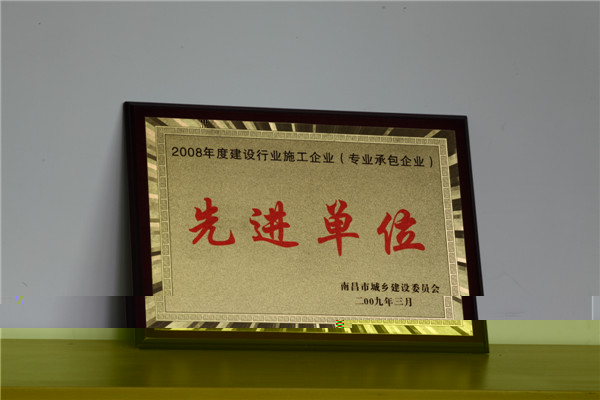 2008年度建设行业施工企业（专业承包企业）
先进单位
南昌市城乡建设委员会
二00九年三月